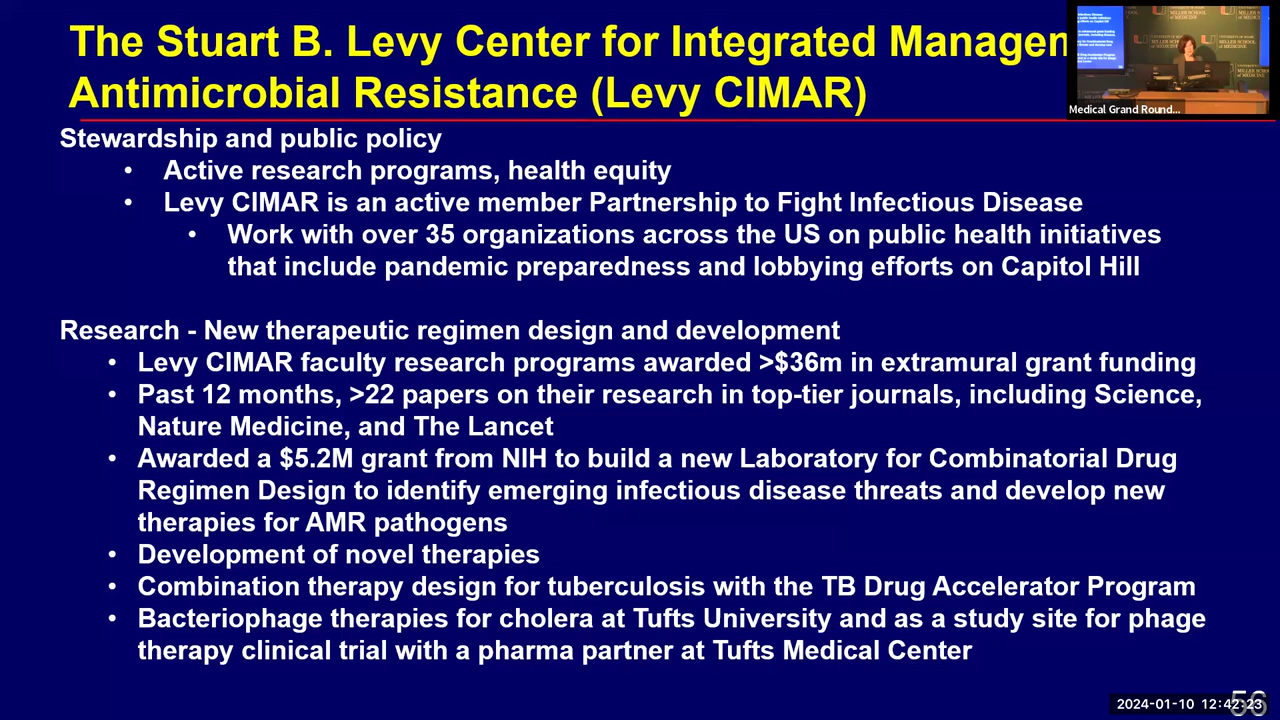 The Stuart B. Levy Center for Integrated Managem
Antimicrobial Resistance (Levy CIMAR)
Medical Grand Round...
Stewardship and public policy
• Active research programs, health equity
• Levy CIMAR is an active member Partnership to Fight Infectious Disease
• Work with over 35 organizations across the US on public health initiatives
that include pandemic preparedness and lobbying efforts on Capitol Hill
Research - New therapeutic regimen design and development
• Levy CIMAR faculty research programs awarded >$36m in extramural grant funding
• Past 12 months, >22 papers on their research in top-tier journals, including Science,
Nature Medicine, and The Lancet
• Awarded a $5.2M grant from NIH to build a new Laboratory for Combinatorial Drug
Regimen Design to identify emerging infectious disease threats and develop new
therapies for AMR pathogens
• Development of novel therapies
• Combination therapy design for tuberculosis with the TB Drug Accelerator Program
• Bacteriophage therapies for cholera at Tufts University and as a study site for phage
therapy clinical trial with a pharma partner at Tufts Medical Center
56
2024-01-10 12:42:23